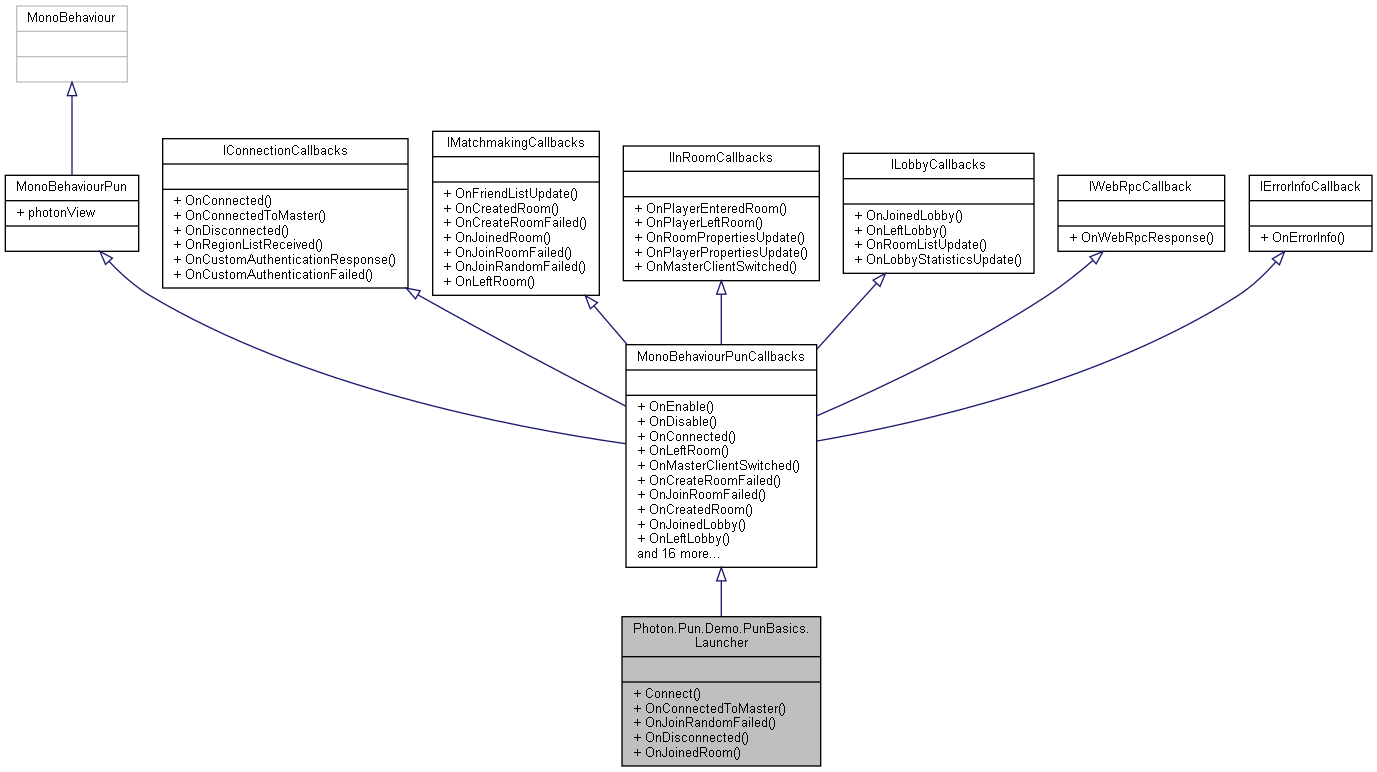 MonoBehaviour
MonoBehaviourPun
+ photonView
IConnectionCallbacks
+ OnConnected()
+ OnConnectedToMaster()
+ OnDisconnected()
+ OnRegionListReceived()
+ OnCustomAuthenticationResponse()
+ OnCustomAuthenticationFailed()
IMatchmakingCallbacks
+ OnFriendListUpdate()
+ OnCreatedRoom()
+ OnCreateRoomFailed()
+ OnJoinedRoom()
+ OnJoinRoomFailed()
+ OnJoinRandomFailed()
+ OnLeftRoom()
IInRoomCallbacks
+ OnPlayerEnteredRoom()
+ OnPlayerLeftRoom()
+ OnRoomPropertiesUpdate()
+ OnPlayerPropertiesUpdate()
+ OnMasterClientSwitched()
ILobbyCallbacks
+ OnJoinedLobby()
+ OnLeftLobby()
+ OnRoomListUpdate()
+ OnLobbyStatisticsUpdate()
IWebRpcCallback
+ OnWebRpcResponse()
IErrorInfoCallback
+ OnErrorInfo()
MonoBehaviourPunCallbacks
+ OnEnable()
+ OnDisable()
+ OnConnected()
+ OnLeftRoom()
+ OnMasterClientSwitched()
+ OnCreateRoomFailed()
+ OnJoinRoomFailed()
+ OnCreatedRoom()
+ OnJoinedLobby()
+ OnLeftLobby()
and 16 more...
Photon.Pun.Demo.PunBasics.
Launcher
+ Connect()
+ OnConnectedToMaster()
+ OnJoinRandomFailed()
+ OnDisconnected()
+ OnJoinedRoom()